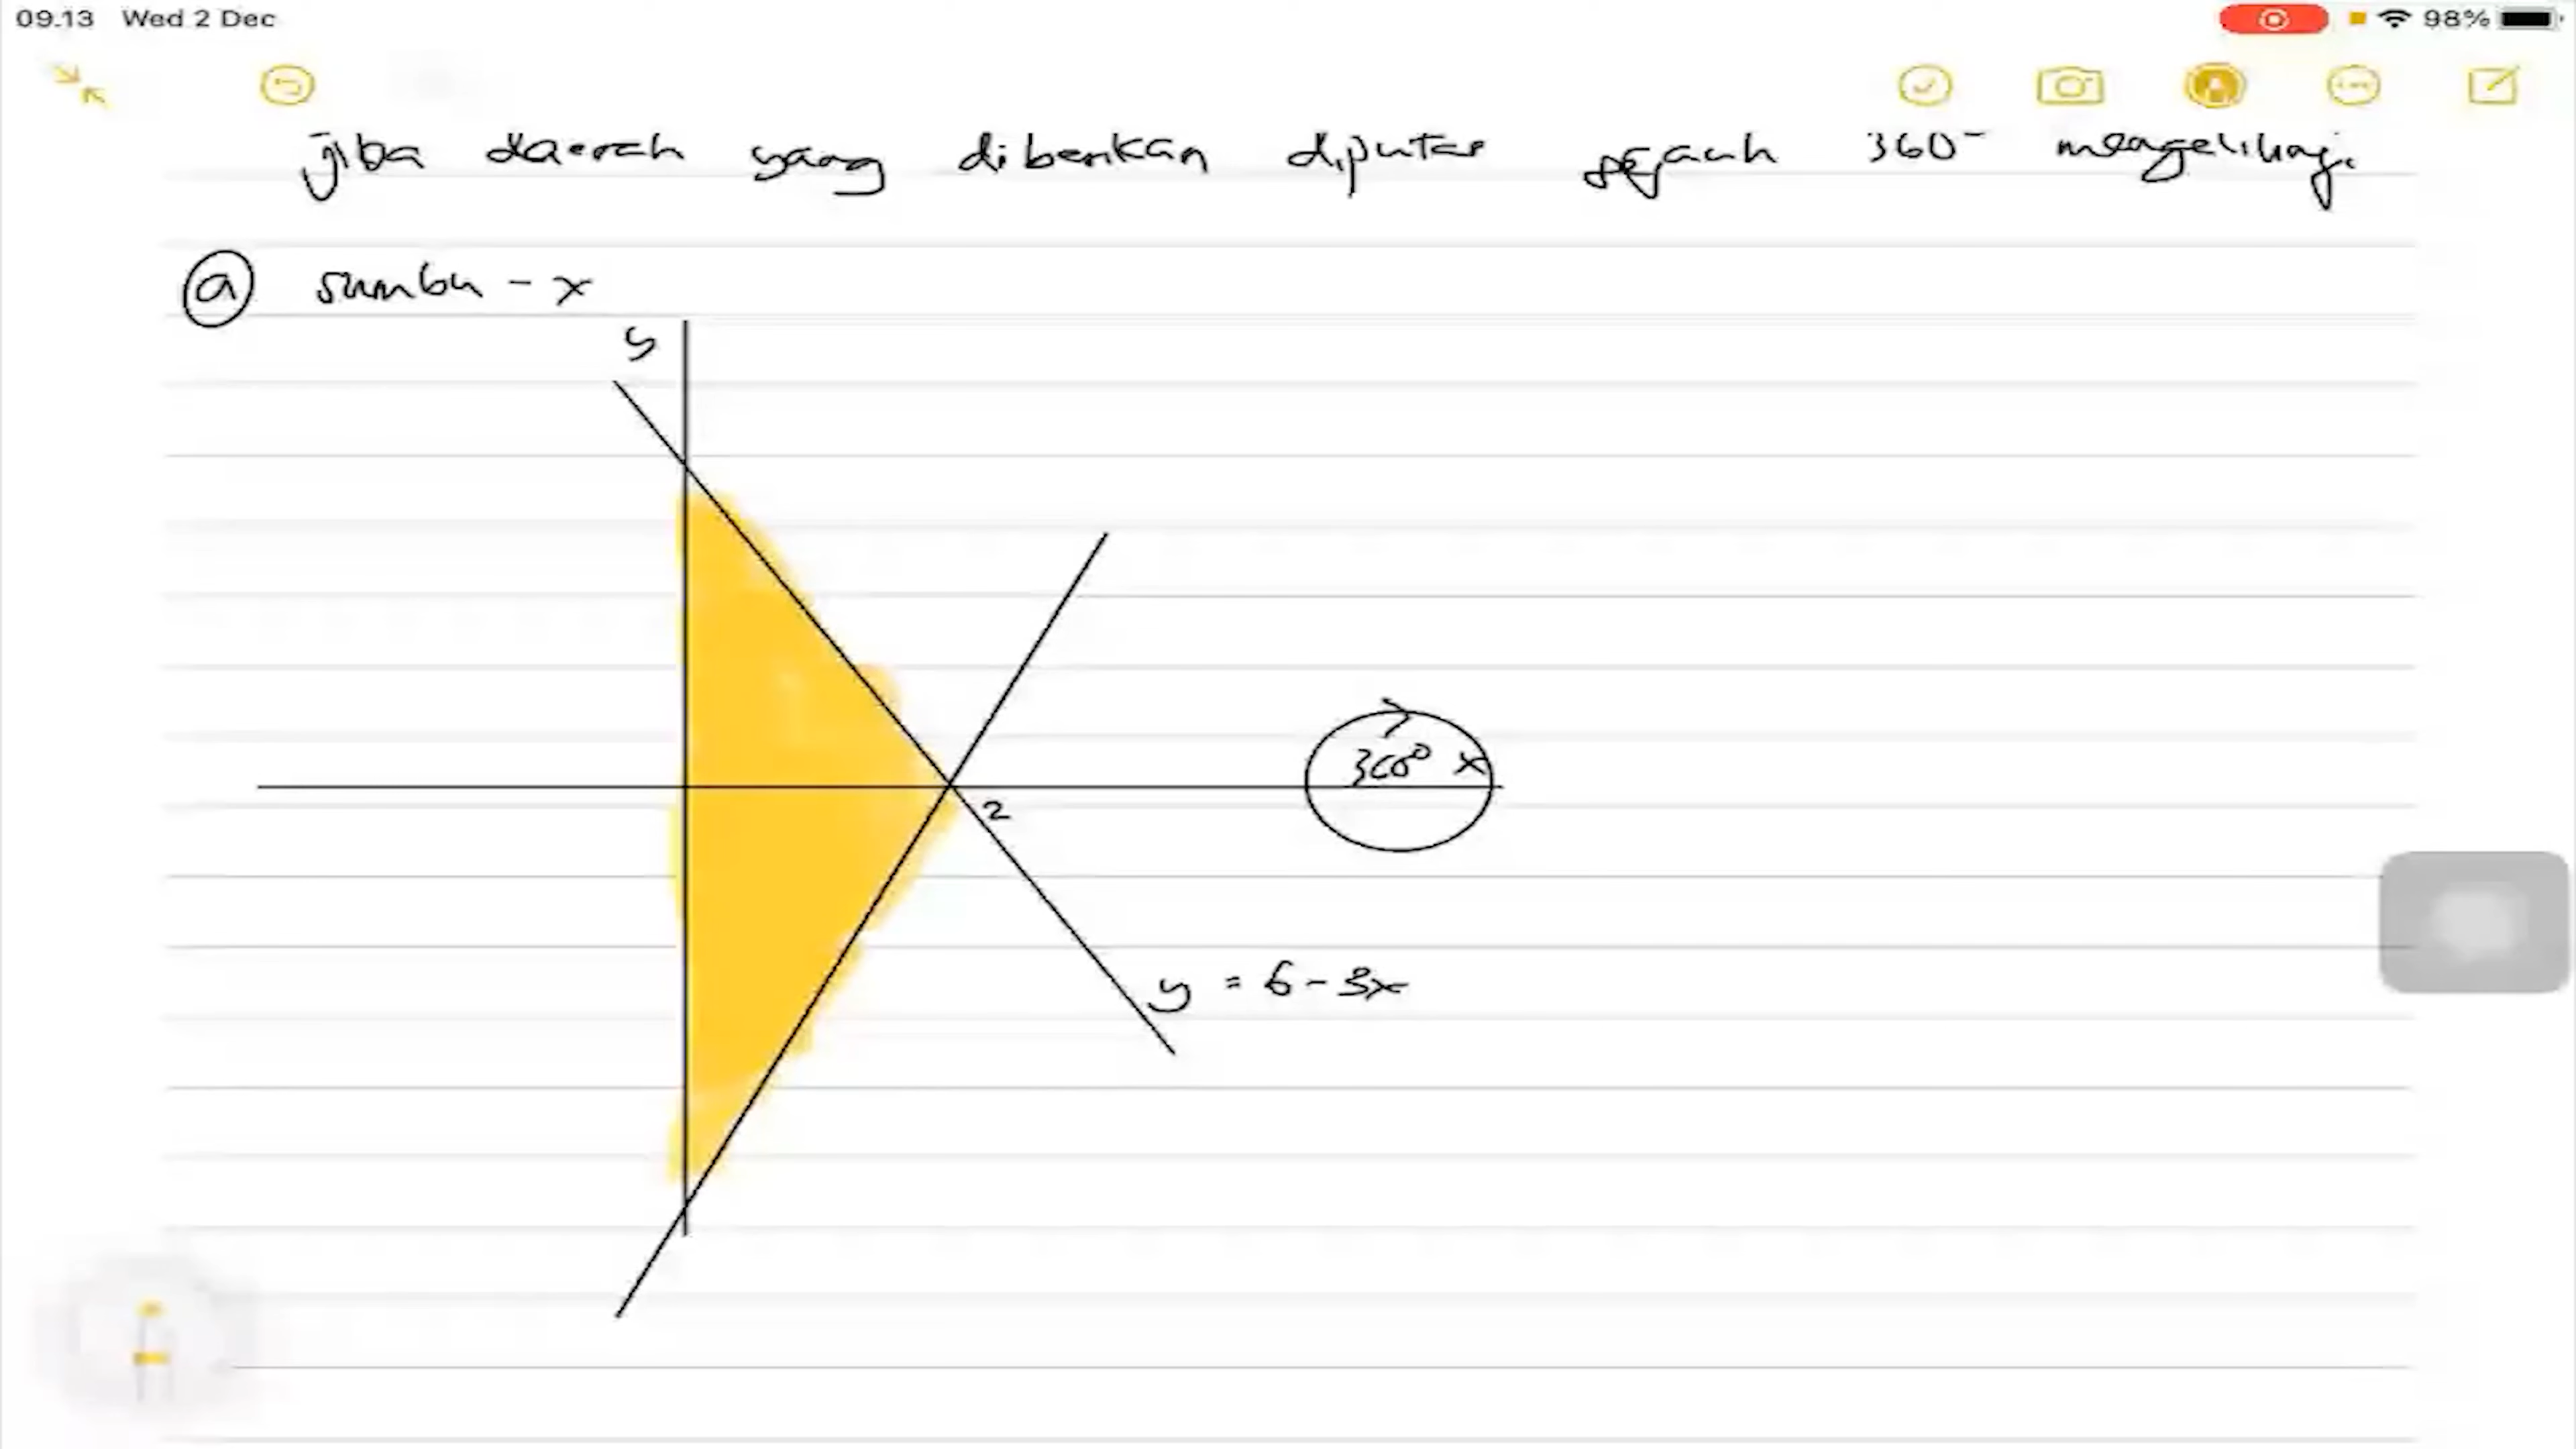 09.13 Wed 2 Dec
98%
jika daerah yang diberikan diputar sejauh 360° mengelilingi
a sumbu - x
y
360° x
2
y = 6 - 3x